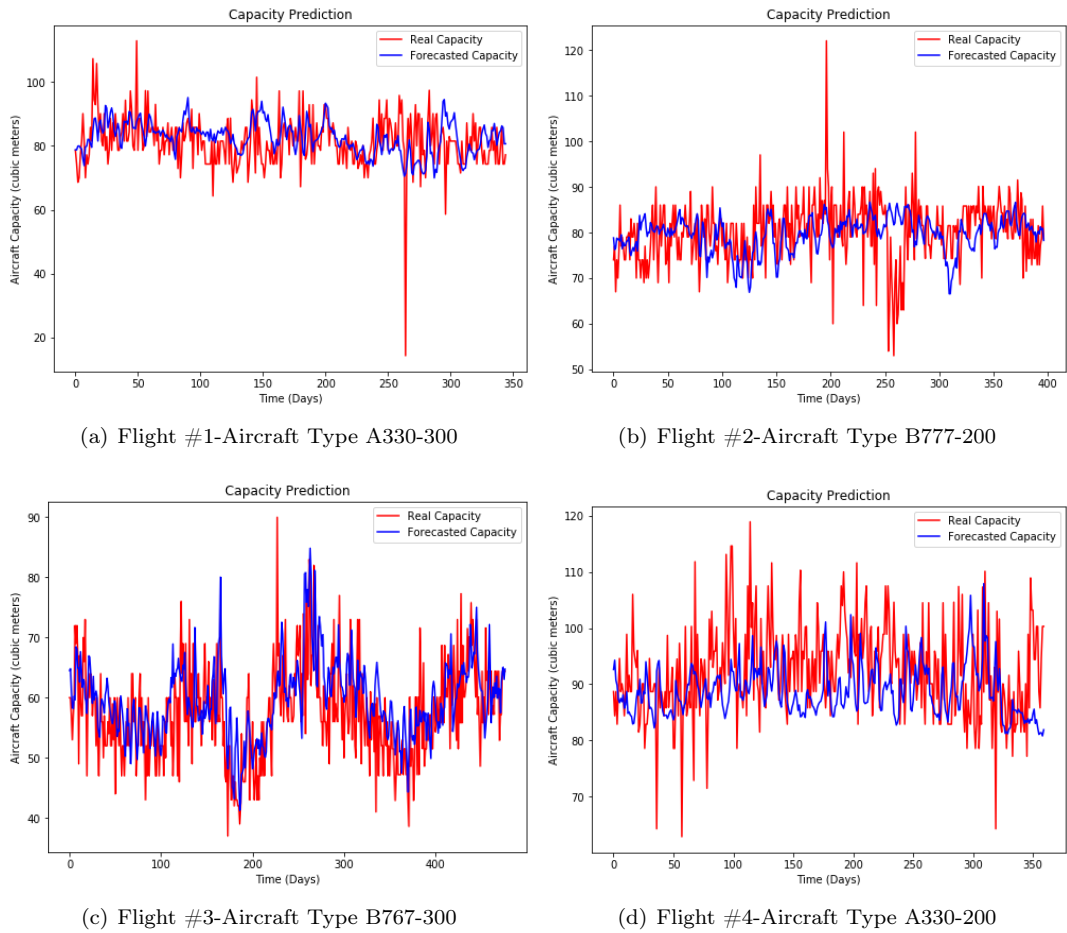 Capacity Prediction
Real Capacity
Forecasted Capacity
Aircraft Capacity (cubic meters)
100
80
60
40
20
0 50 100 150 200 250 300 350
Time (Days)
(a) Flight #1-Aircraft Type A330-300
Capacity Prediction
Real Capacity
Forecasted Capacity
Aircraft Capacity (cubic meters)
120
110
100
90
80
70
60
50
0 50 100 150 200 250 300 350 400
Time (Days)
(b) Flight #2-Aircraft Type B777-200
Capacity Prediction
Real Capacity
Forecasted Capacity
Aircraft Capacity (cubic meters)
90
80
70
60
50
40
0 100 200 300 400
Time (Days)
(c) Flight #3-Aircraft Type B767-300
Capacity Prediction
Real Capacity
Forecasted Capacity
Aircraft Capacity (cubic meters)
120
110
100
90
80
70
0 50 100 150 200 250 300 350
Time (Days)
(d) Flight #4-Aircraft Type A330-200